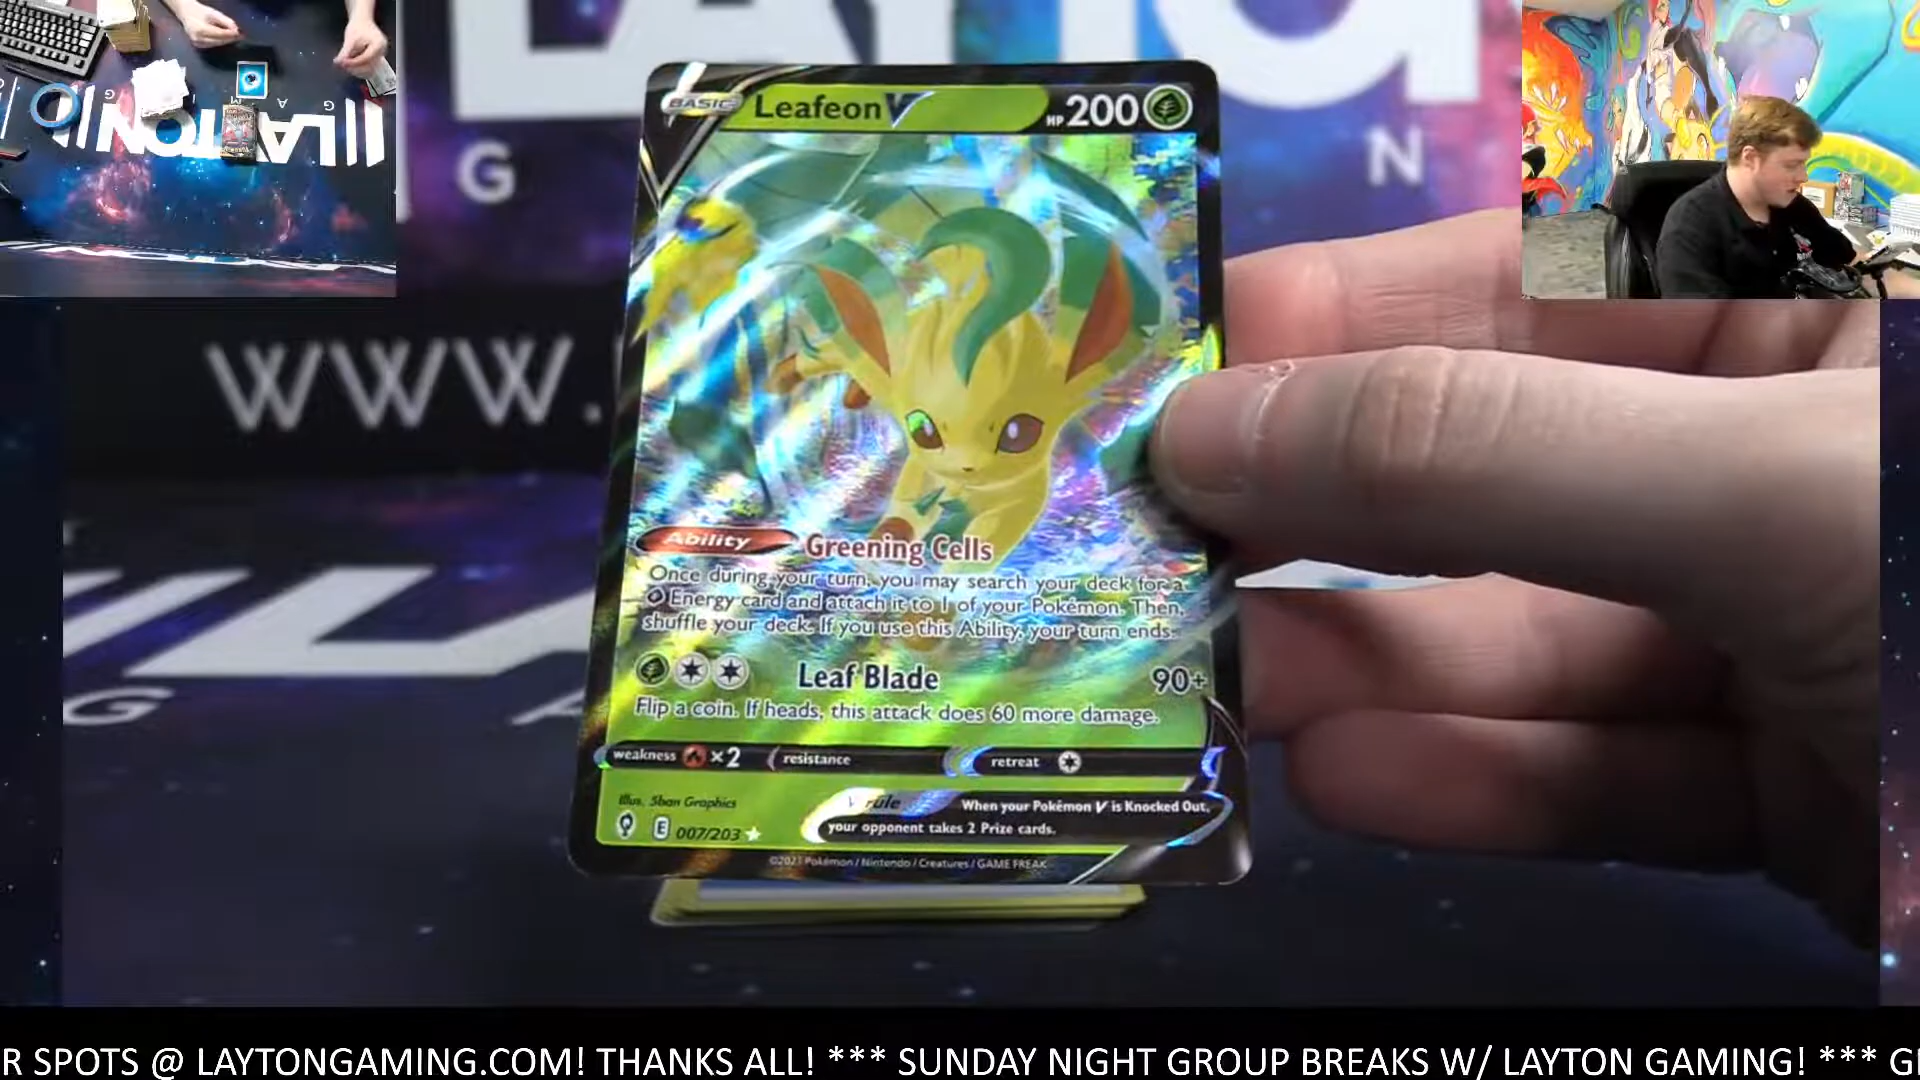 BASIC Leafeon V HP 200
G N
WWW.
Ability Greening Cells
Once during your turn, you may search your deck for a
Energy card and attach it to 1 of your Pokémon. Then,
shuffle your deck. If you use this Ability, your turn ends.
Leaf Blade 90+
Flip a coin. If heads, this attack does 60 more damage.
weakness ×2 resistance retreat
Illus. 5ban Graphics
V rule When your Pokémon V is Knocked Out,
your opponent takes 2 Prize cards.
E 007/203
©2021 Pokémon / Nintendo / Creatures / GAME FREAK
G A
R SPOTS @ LAYTONGAMING.COM! THANKS ALL! *** SUNDAY NIGHT GROUP BREAKS W/ LAYTON GAMING! *** G